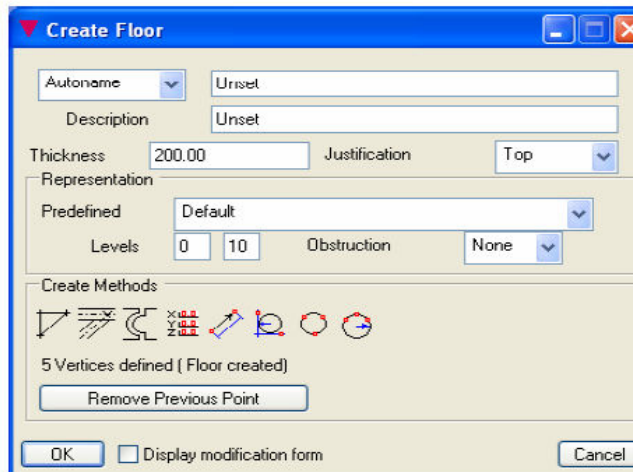 Create Floor
Autoname Unset
Description Unset
Thickness 200.00 Justification Top
Representation
Predefined Default
Levels 0 10 Obstruction None
Create Methods
X
Y
Z
5 Vertices defined ( Floor created)
Remove Previous Point
OK Display modification form Cancel